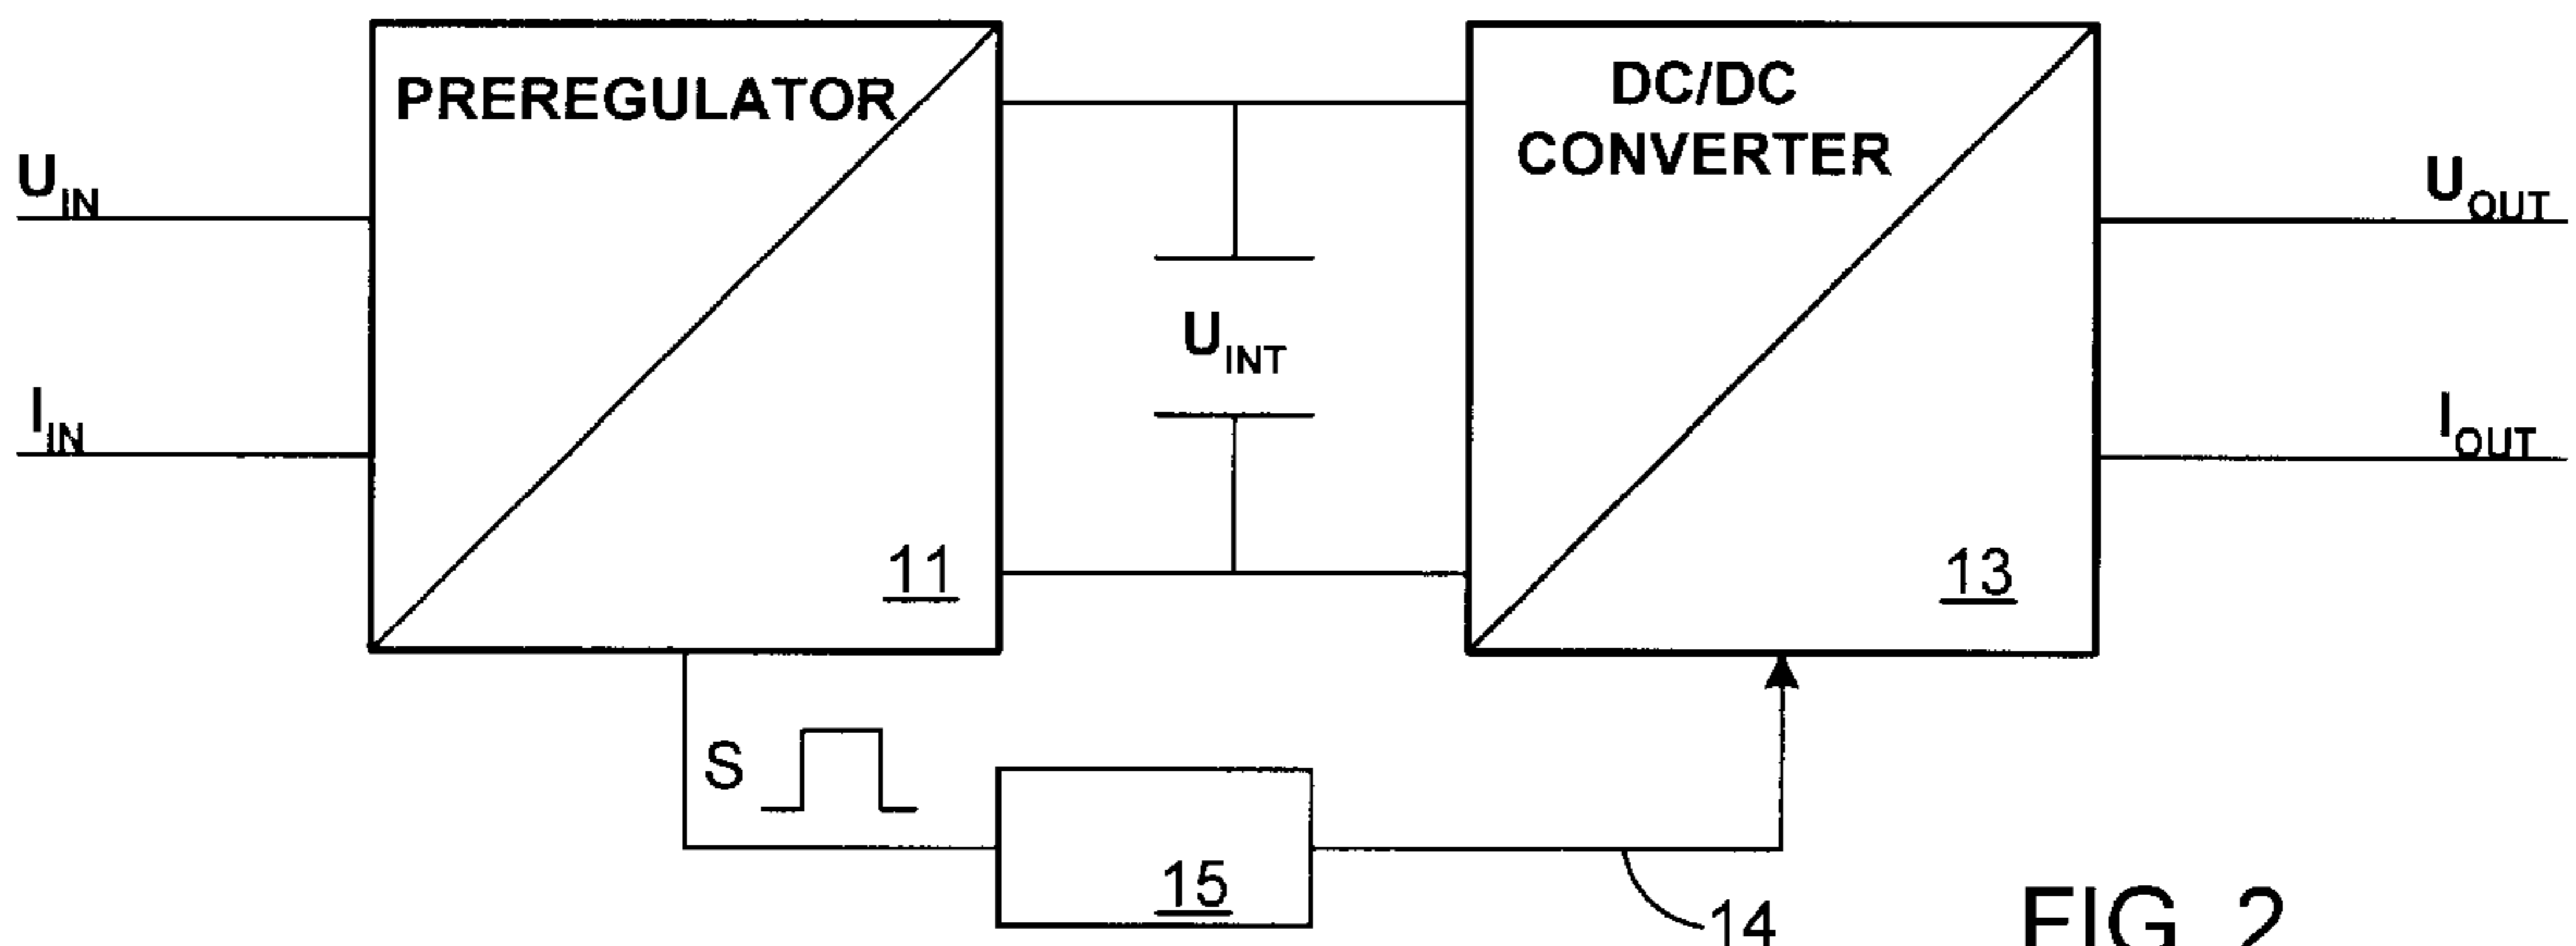 PREREGULATOR
DC/DC
CONVERTER
U_IN
U_OUT
U_INT
I_IN
I_OUT
11
13
S
15
14
FIG. 2